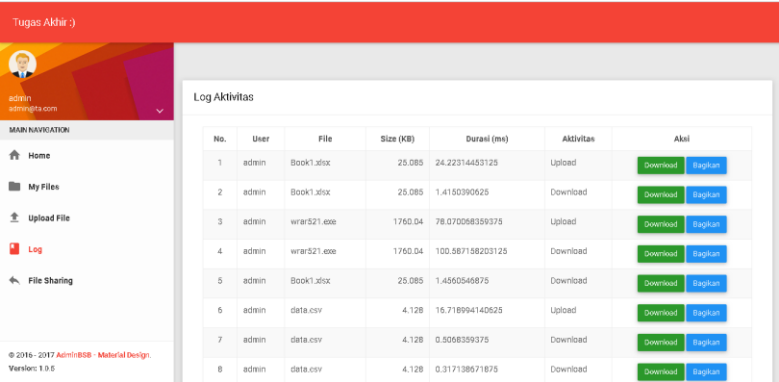 Tugas Akhir :)
admin
admin@ta.com
MAIN NAVIGATION
Home
My Files
Upload File
Log
File Sharing
© 2016 - 2017 AdminBSB - Material Design.
Version: 1.0.5
Log Aktivitas
No. User File Size (KB) Durasi (ms) Aktivitas Aksi
1 admin Book1.xlsx 25.085 24.22314453125 Upload Download Bagikan
2 admin Book1.xlsx 25.085 1.4150390625 Download Download Bagikan
3 admin wrar521.exe 1760.04 78.070068359375 Upload Download Bagikan
4 admin wrar521.exe 1760.04 100.587158203125 Download Download Bagikan
5 admin Book1.xlsx 25.085 1.4560546875 Download Download Bagikan
6 admin data.csv 4.128 16.718994140625 Upload Download Bagikan
7 admin data.csv 4.128 0.5068359375 Download Download Bagikan
8 admin data.csv 4.128 0.317138671875 Download Download Bagikan